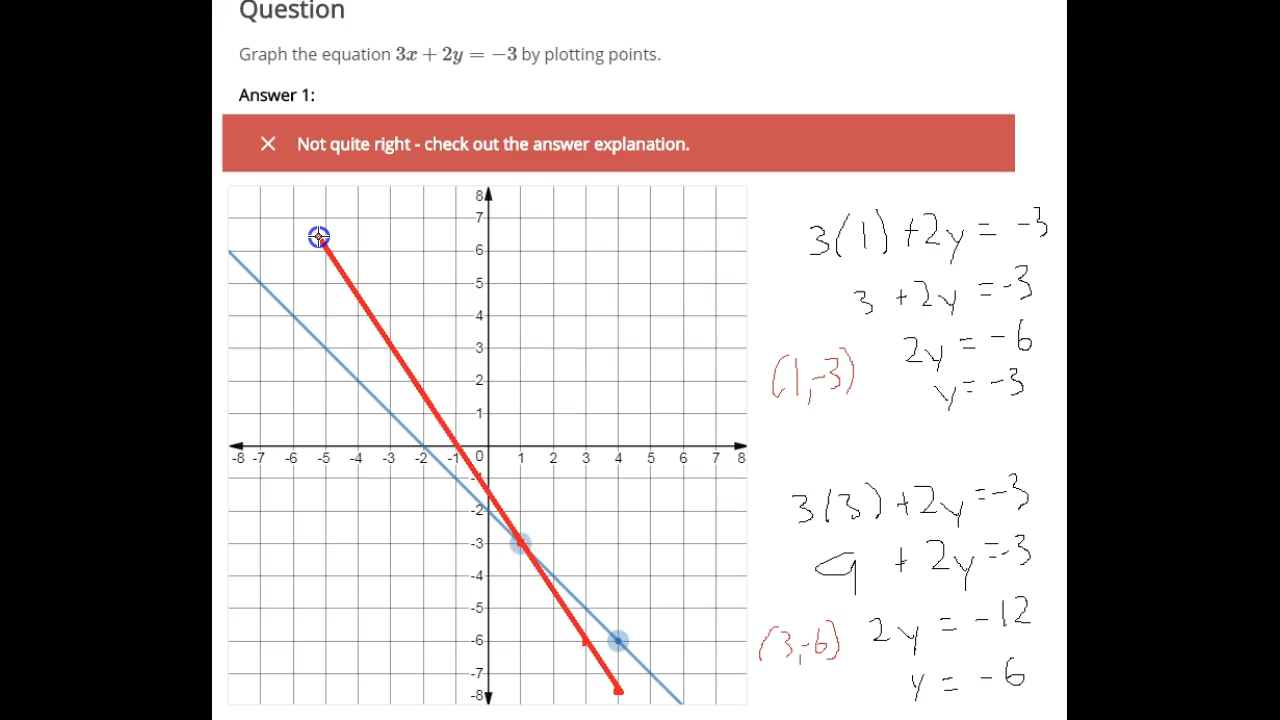 Question
Graph the equation 3x + 2y = −3 by plotting points.
Answer 1:
Not quite right - check out the answer explanation.
8
7
6
5
4
3
2
1
-8 -7 -6 -5 -4 -3 -2 -1 0 1 2 3 4 5 6 7 8
-1
-2
-3
-4
-5
-6
-7
-8
3(1) +2y = -3
3 +2y = -3
2y = -6
y = -3
(1,-3)
3(3) +2y = -3
9 + 2y = -3
2y = -12
y = -6
(3,-6)